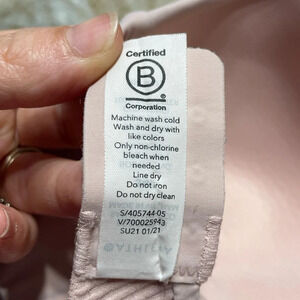 Certified
B
Corporation
Machine wash cold
Wash and dry with
like colors
Only non-chlorine
bleach when
needed
Line dry
Do not iron
Do not dry clean
S/405744-05
V/700025943
SU21 01/21
ATHLETA